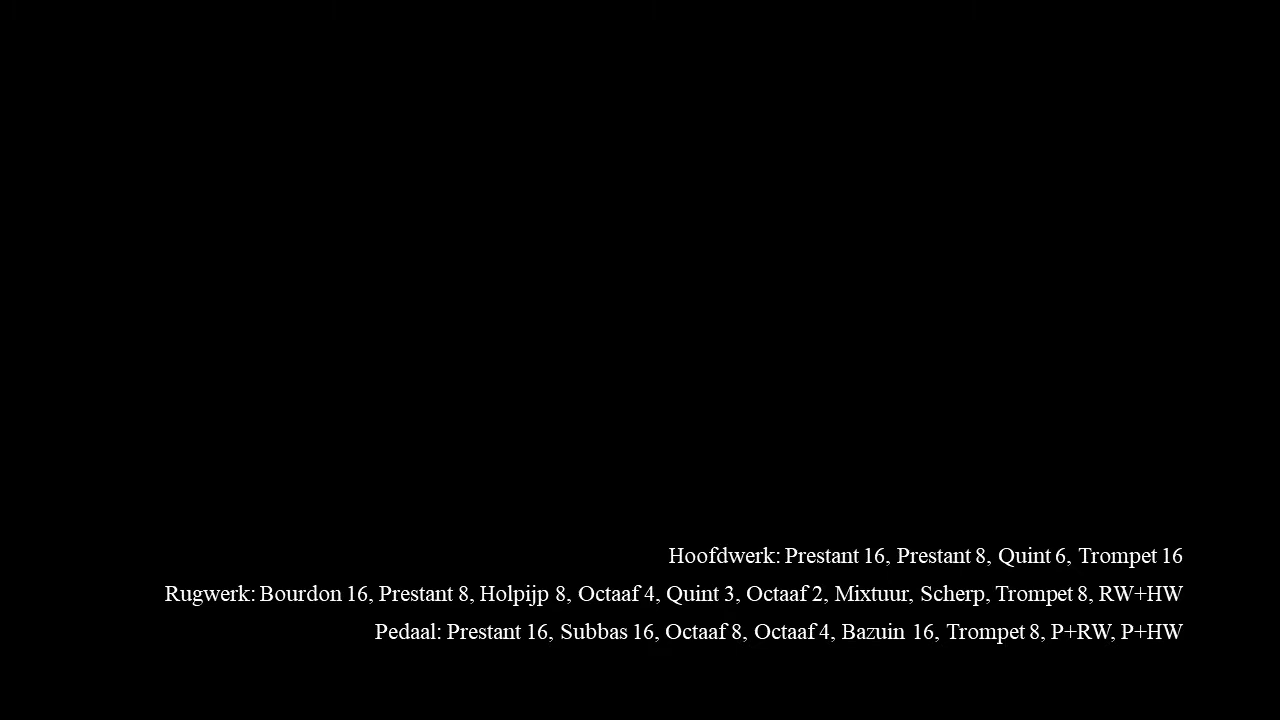 Hoofdwerk: Prestant 16, Prestant 8, Quint 6, Trompet 16
Rugwerk: Bourdon 16, Prestant 8, Holpijp 8, Octaaf 4, Quint 3, Octaaf 2, Mixtuur, Scherp, Trompet 8, RW+HW
Pedaal: Prestant 16, Subbas 16, Octaaf 8, Octaaf 4, Bazuin 16, Trompet 8, P+RW, P+HW